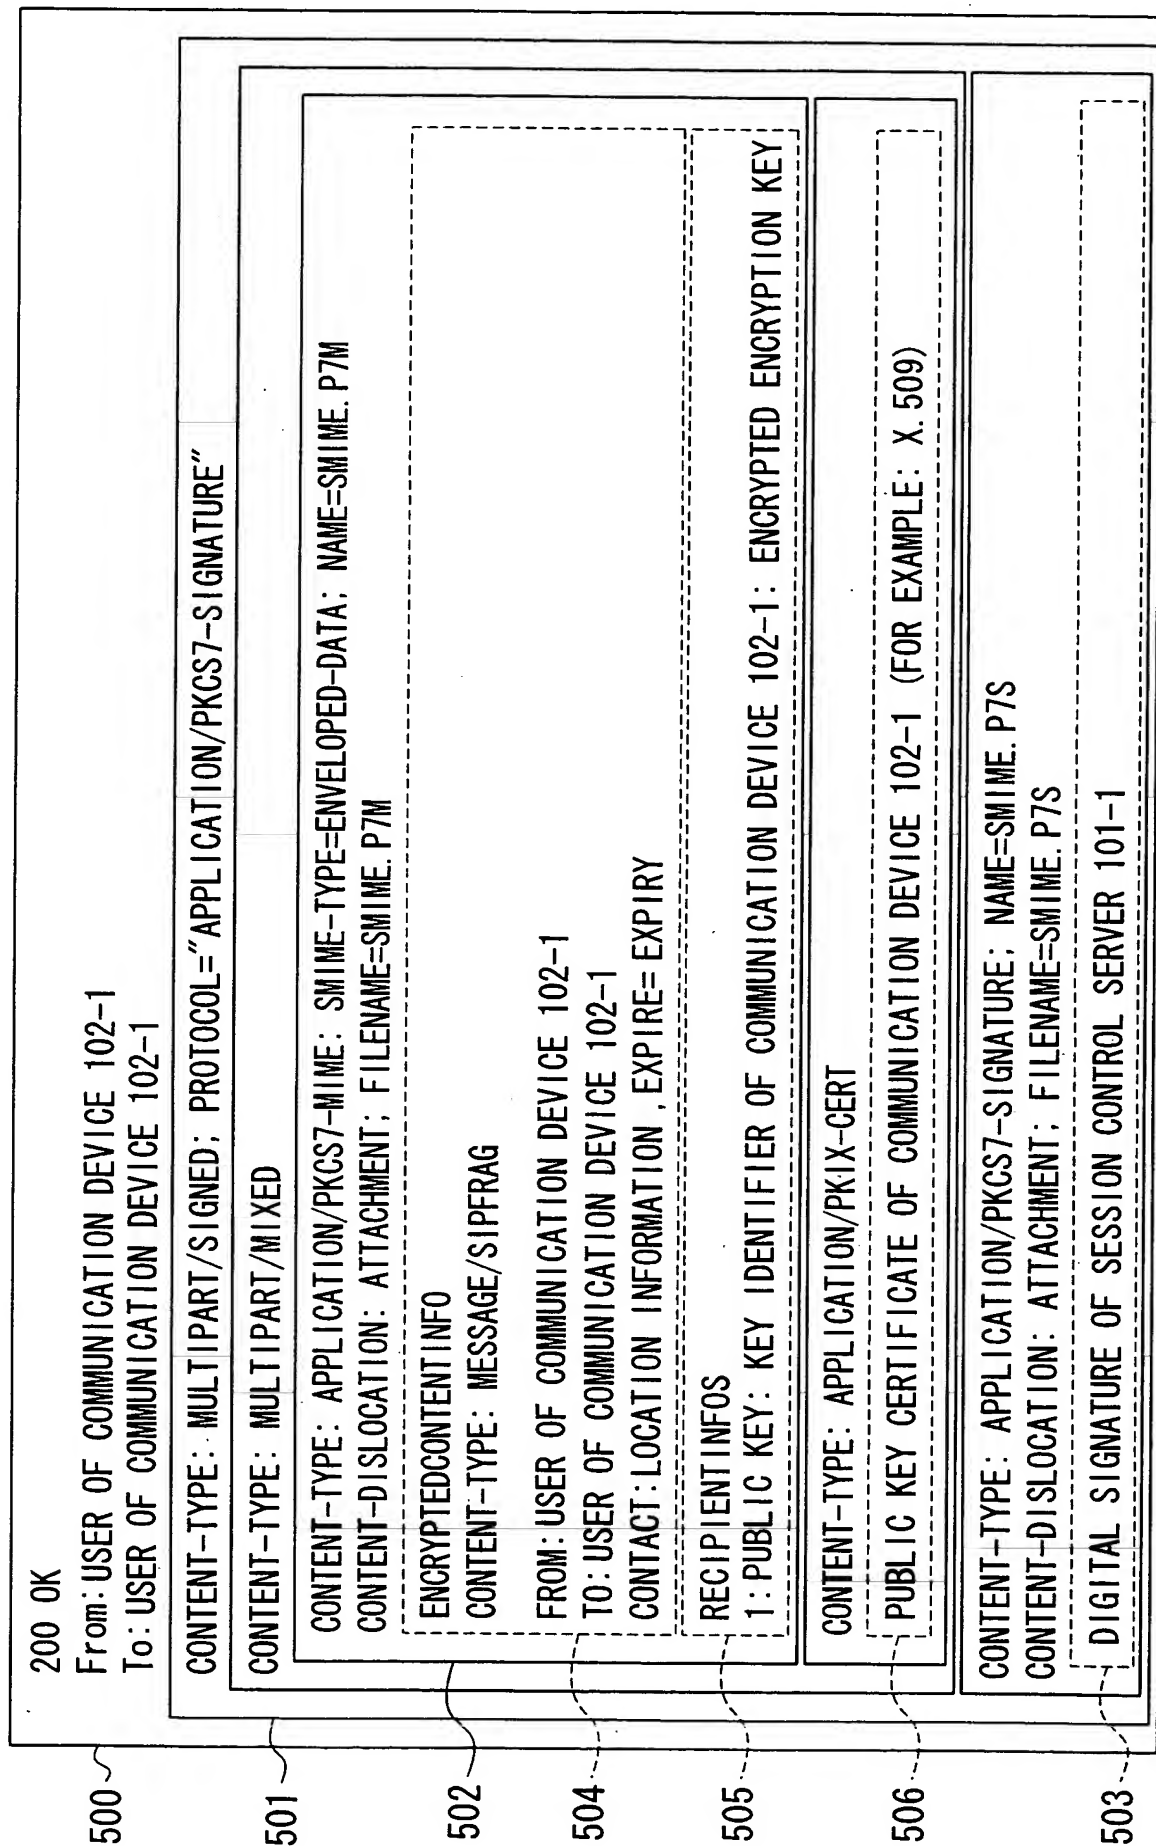 200 OK
From:USER OF COMMUNICATION DEVICE 102-1
To:USER OF COMMUNICATION DEVICE 102-1
CONTENT-TYPE: MULTIPART/SIGNED; PROTOCOL="APPLICATION/PKCS7-SIGNATURE"
CONTENT-TYPE: MULTIPART/MIXED
CONTENT-TYPE: APPLICATION/PKCS7-MIME: SMIME-TYPE=ENVELOPED-DATA; NAME=SMIME.P7M
CONTENT-DISLOCATION: ATTACHMENT; FILENAME=SMIME.P7M
ENCRYPTEDCONTENTINFO
CONTENT-TYPE: MESSAGE/SIPFRAG
FROM:USER OF COMMUNICATION DEVICE 102-1
TO:USER OF COMMUNICATION DEVICE 102-1
CONTACT:LOCATION INFORMATION,EXPIRE=EXPIRY
RECIPIENTINFOS
1:PUBLIC KEY: KEY IDENTIFIER OF COMMUNICATION DEVICE 102-1: ENCRYPTED ENCRYPTION KEY
CONTENT-TYPE: APPLICATION/PKIX-CERT
PUBLIC KEY CERTIFICATE OF COMMUNICATION DEVICE 102-1 (FOR EXAMPLE: X.509)
CONTENT-TYPE: APPLICATION/PKCS7-SIGNATURE; NAME=SMIME.P7S
CONTENT-DISLOCATION: ATTACHMENT; FILENAME=SMIME.P7S
DIGITAL SIGNATURE OF SESSION CONTROL SERVER 101-1
500
501
502
504
505
506
503